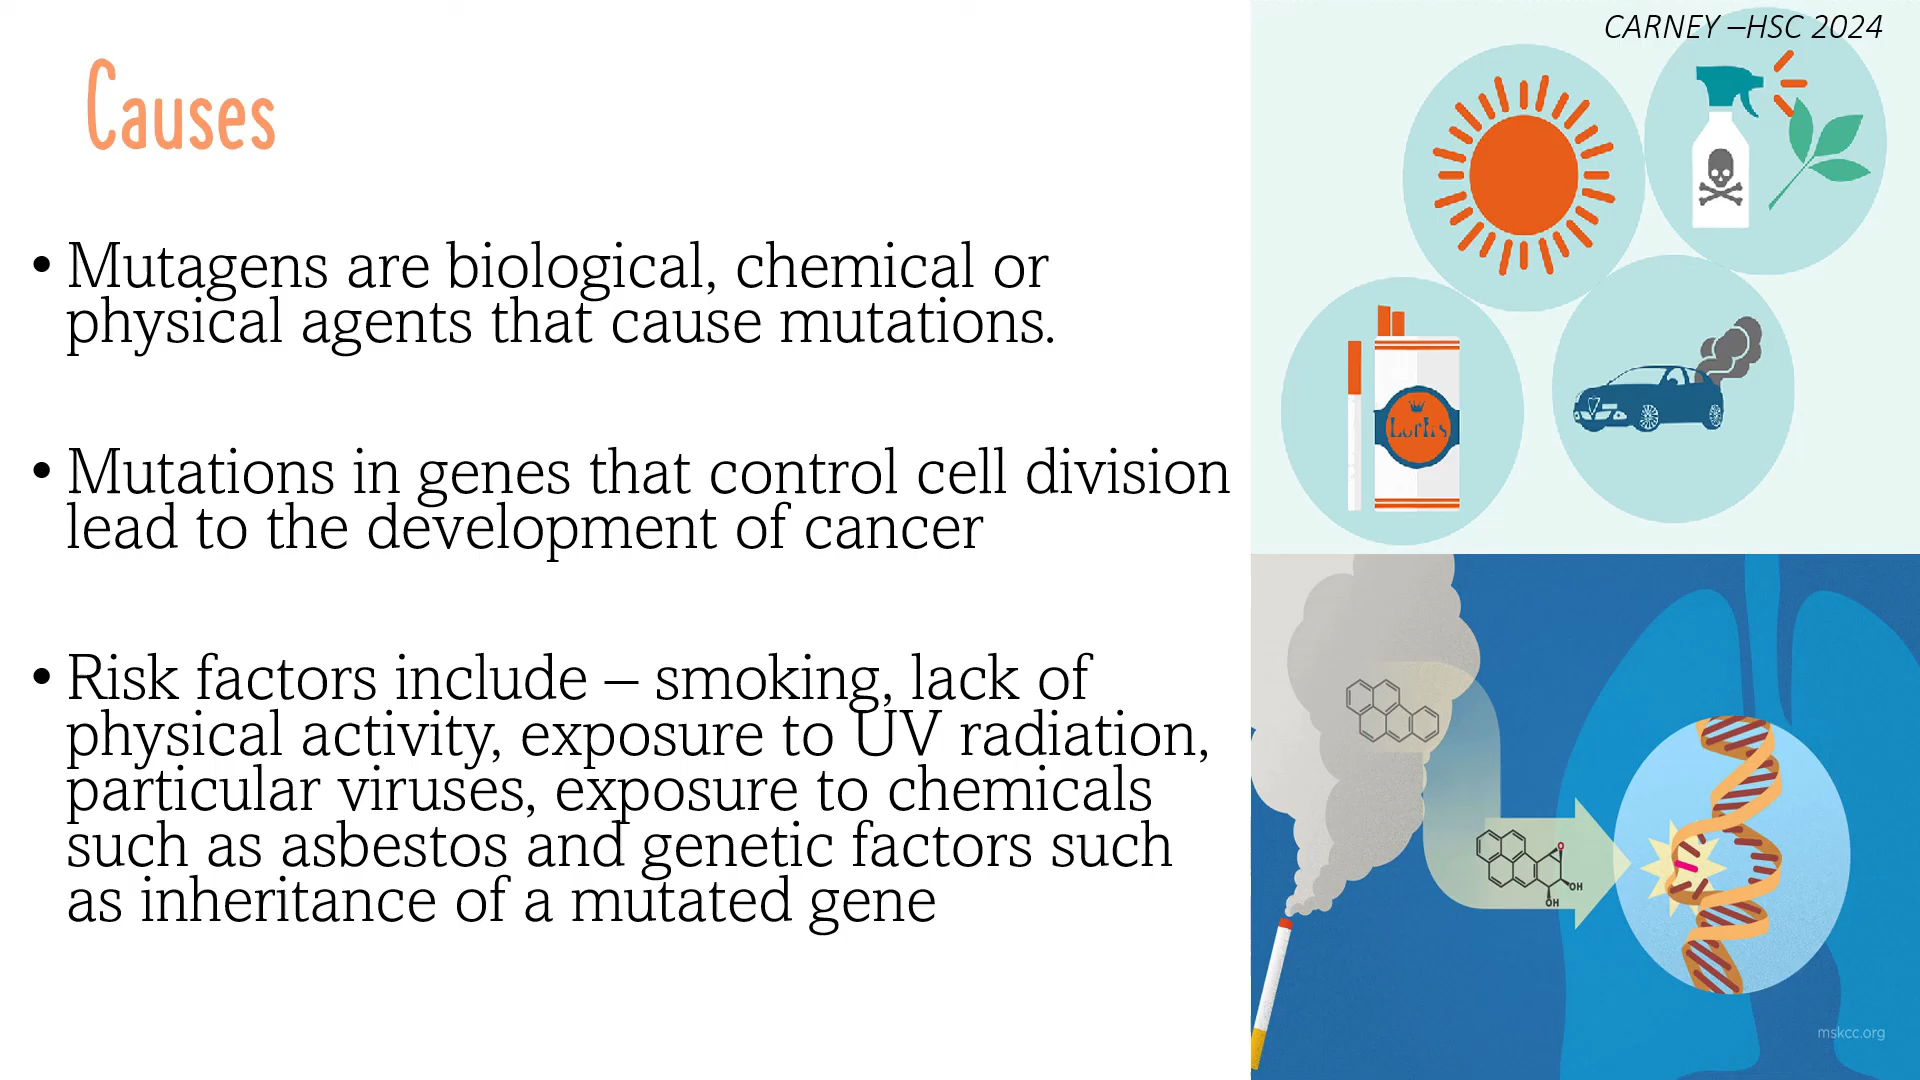 CARNEY –HSC 2024
Causes
• Mutagens are biological, chemical or
physical agents that cause mutations.
• Mutations in genes that control cell division
lead to the development of cancer
• Risk factors include – smoking, lack of
physical activity, exposure to UV radiation,
particular viruses, exposure to chemicals
such as asbestos and genetic factors such
as inheritance of a mutated gene
O
OH
OH
mskcc.org